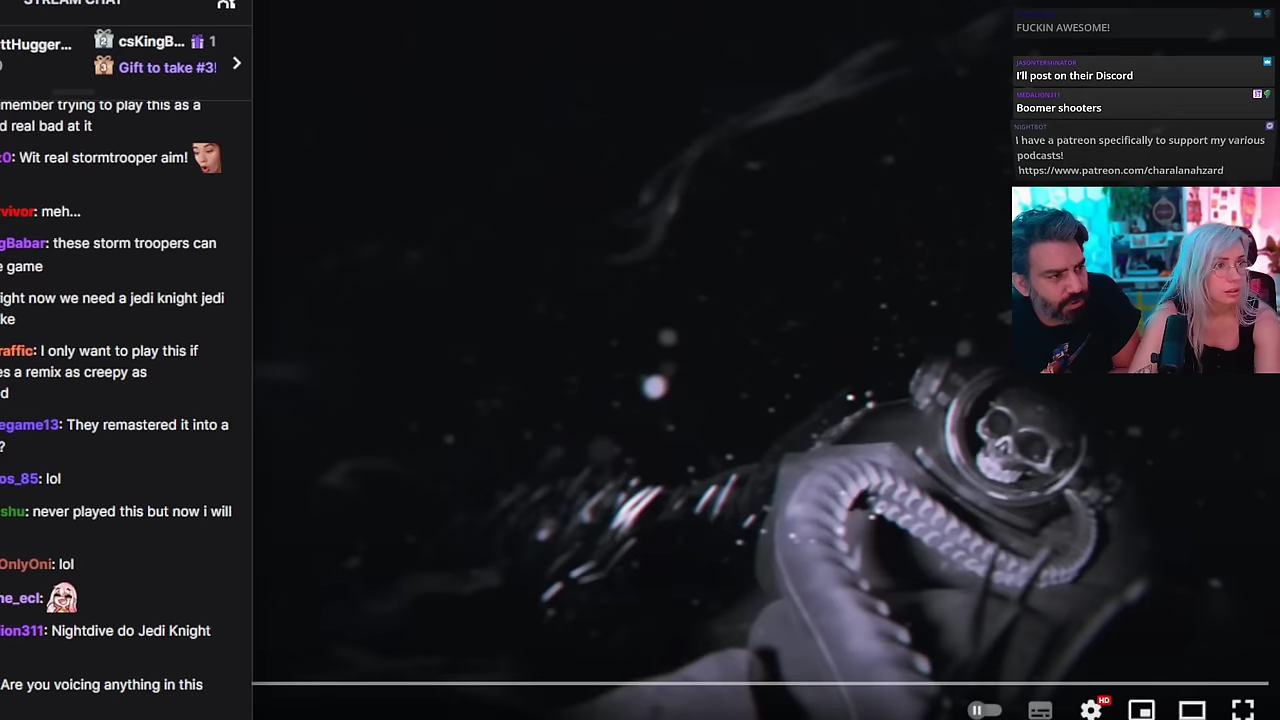 STREAM CHAT
ttHugger...
csKingB... 1
Gift to take #3!
member trying to play this as a
d real bad at it
:0: Wit real stormtrooper aim!
vivor: meh...
gBabar: these storm troopers can
e game
ight now we need a jedi knight jedi
ke
raffic: I only want to play this if
es a remix as creepy as
d
egame13: They remastered it into a
?
os_85: lol
shu: never played this but now i will
OnlyOni: lol
ne_ecl:
lion311: Nightdive do Jedi Knight
Are you voicing anything in this
FUCKIN AWESOME!
JASONTERMINATOR
I'll post on their Discord
MEDALION311
Boomer shooters
NIGHTBOT
I have a patreon specifically to support my various
podcasts!
https://www.patreon.com/charalanahzard
HD